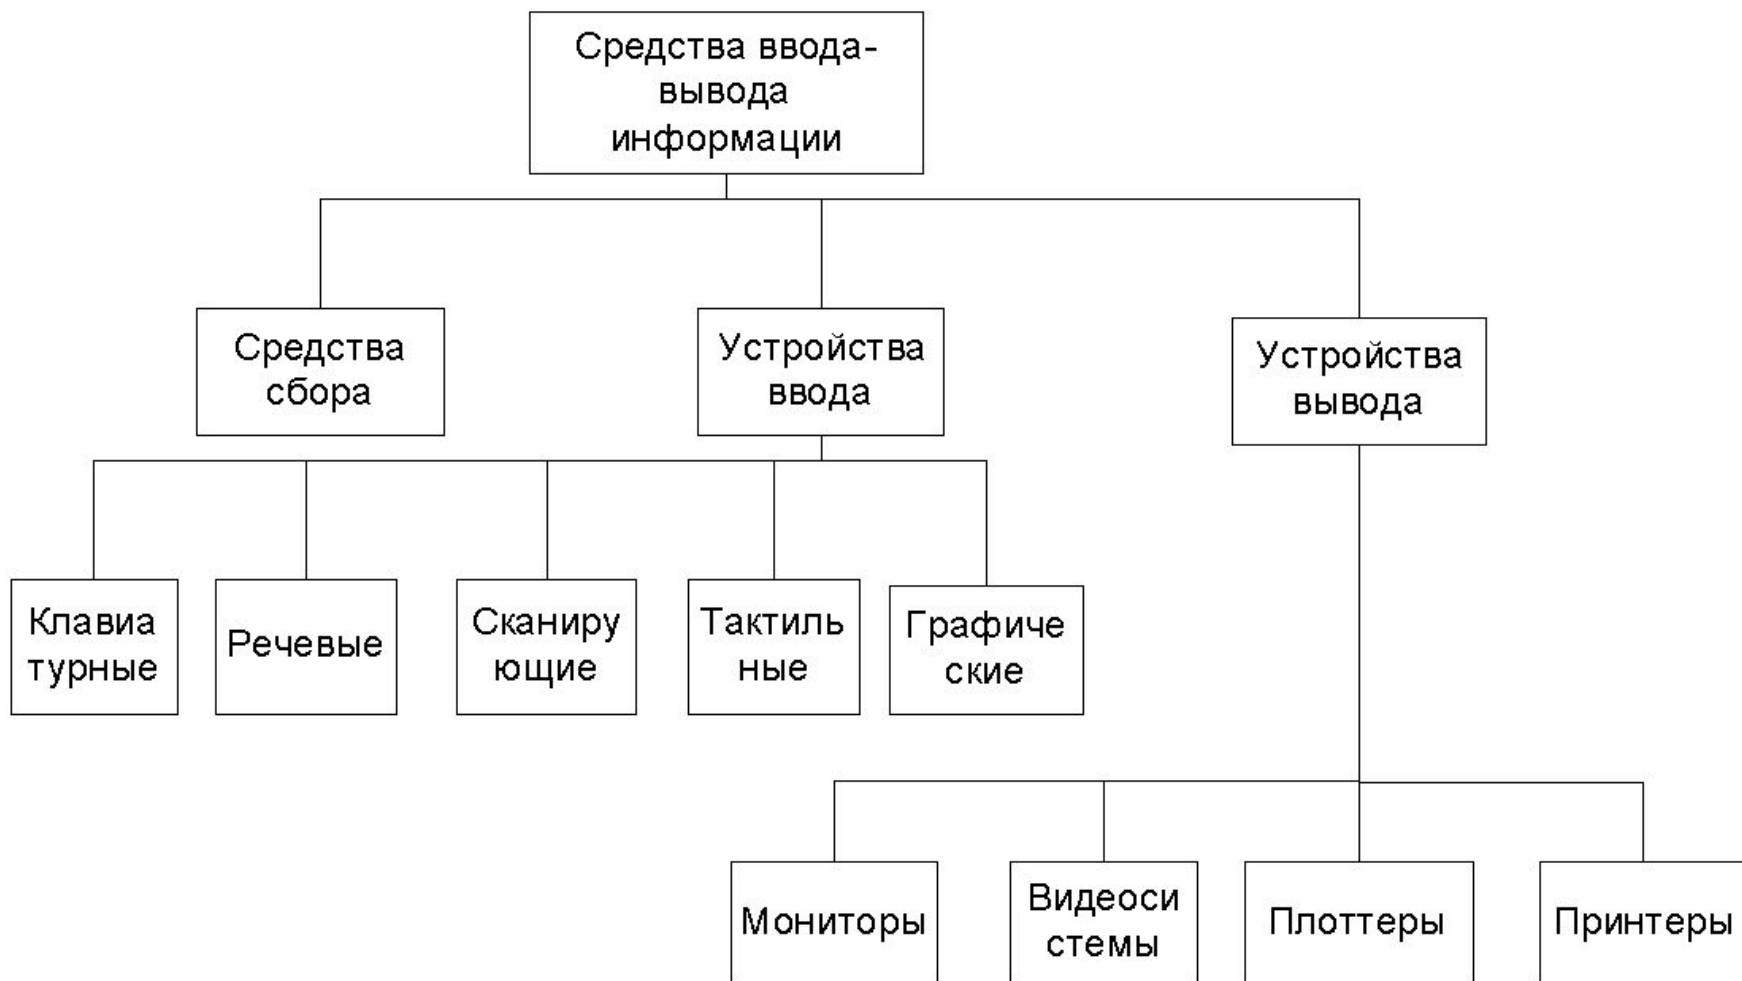 Средства ввода-
вывода
информации
Средства
сбора
Устройства
ввода
Устройства
вывода
Клавиа
турные
Речевые
Сканиру
ющие
Тактиль
ные
Графиче
ские
Мониторы
Видеоси
стемы
Плоттеры
Принтеры